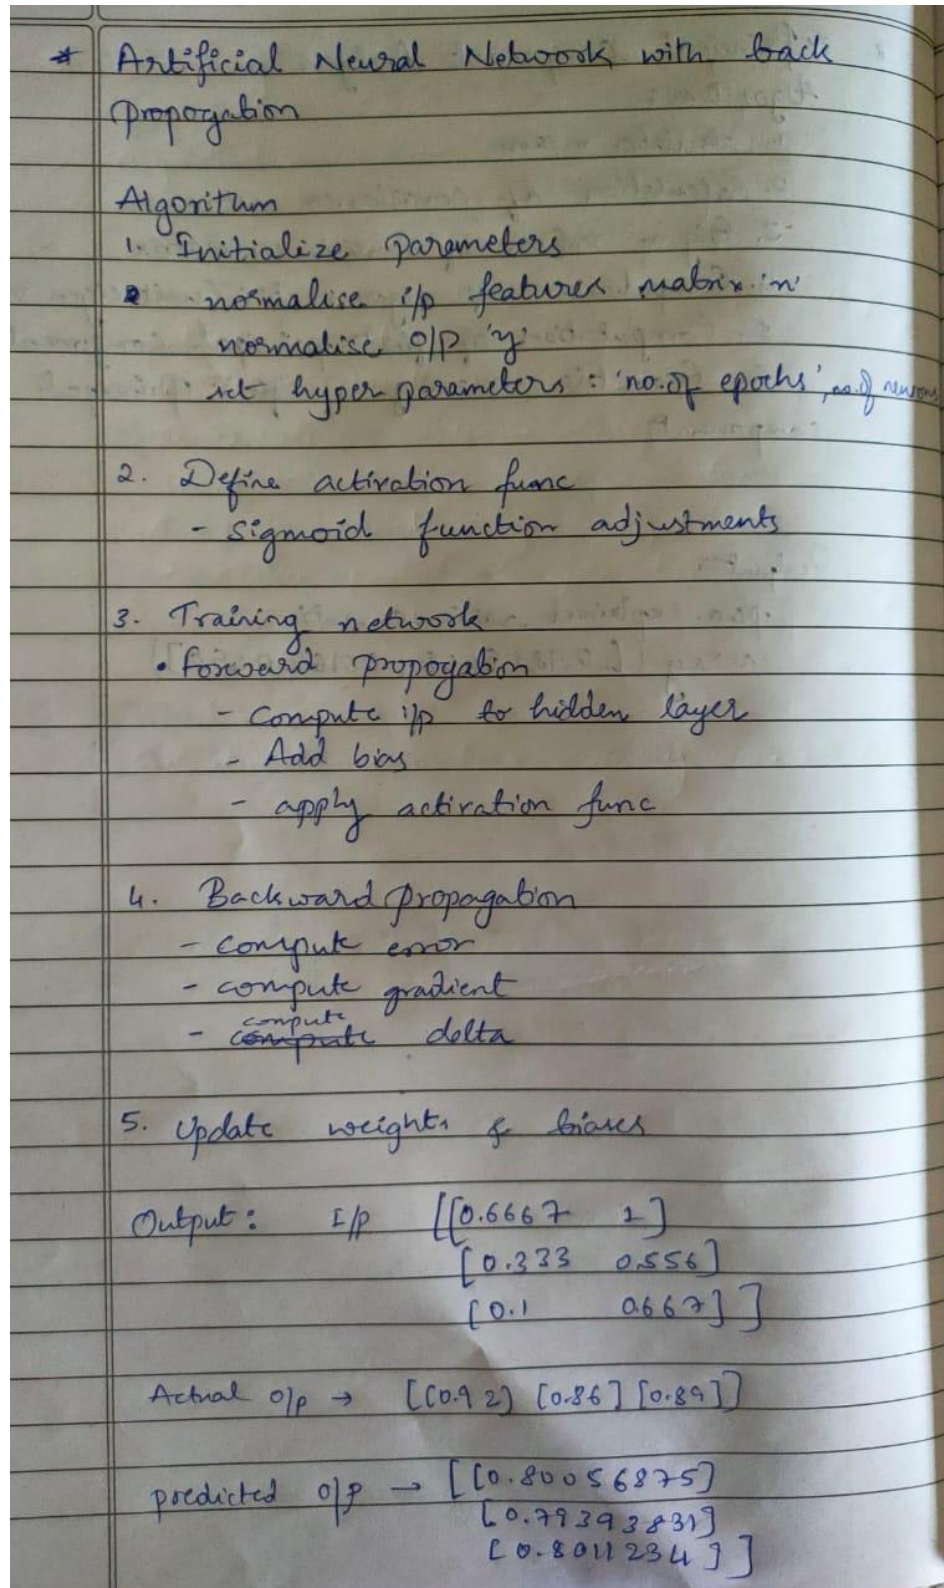 * Artificial Neural Network with back
propogation
Algorithm
1. Initialize parameters
normalise i/p features matrix 'n'
normalise o/p 'y'
set hyper parameters : 'no. of epochs', no. of neurons
2. Define activation func
- Sigmoid function adjustments
3. Training network
• forward propogation
- Compute i/p to hidden layer
- Add bias
- apply activation func
4. Backward propagation
- compute error
- compute gradient
- compute delta
5. Update weights & biases
Output: I/p [[0.6667 1]
[0.333 0.556]
[0.1 0.667]]
Actual o/p → [[0.92] [0.86] [0.89]]
predicted o/p → [[0.80056875]
[0.79393831]
[0.8011234]]